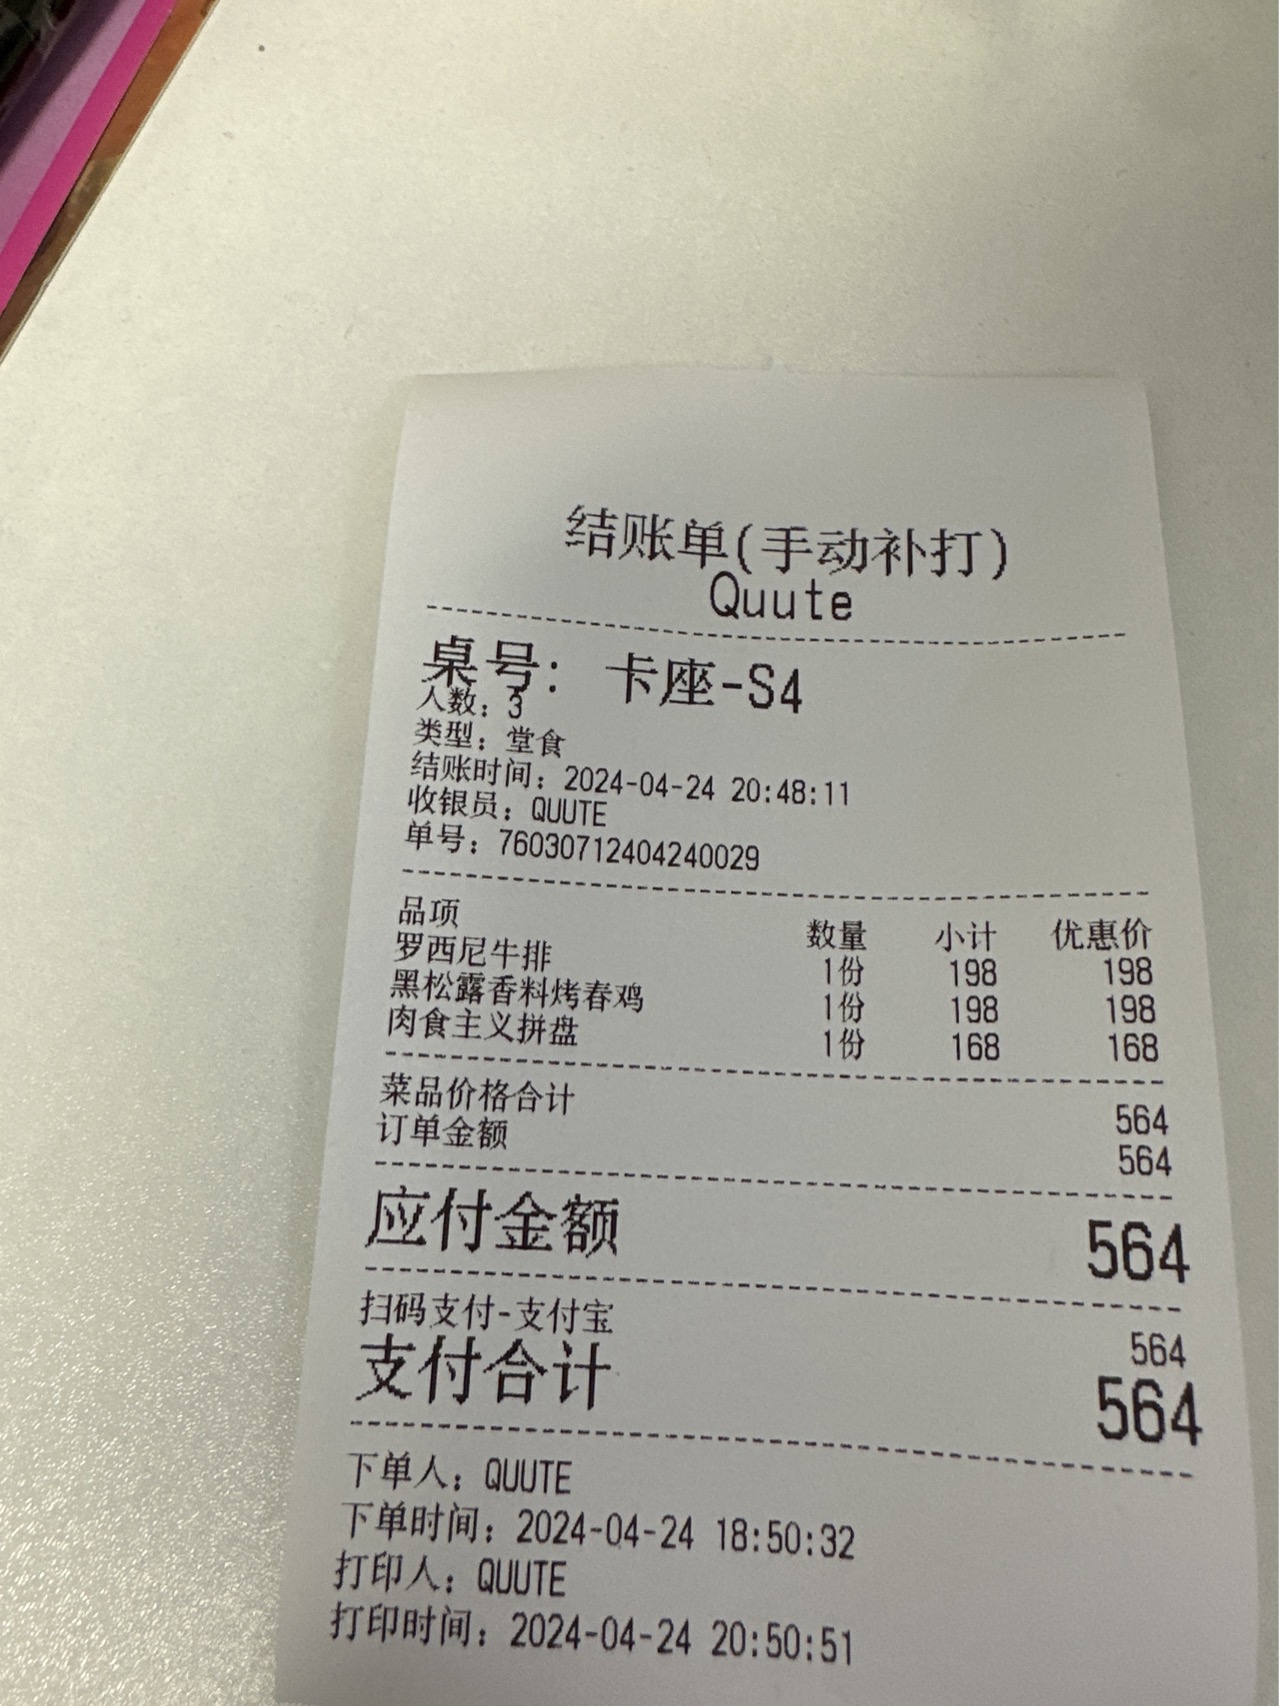 结账单(手动补打)
Quute
桌号： 卡座-S4
人数：3
类型：堂食
结账时间：2024-04-24 20:48:11
收银员：QUUTE
单号：76030712404240029
品项 数量 小计 优惠价
罗西尼牛排 1份 198 198
黑松露香料烤春鸡 1份 198 198
肉食主义拼盘 1份 168 168
菜品价格合计 564
订单金额 564
应付金额 564
扫码支付-支付宝 564
支付合计 564
下单人：QUUTE
下单时间：2024-04-24 18:50:32
打印人：QUUTE
打印时间：2024-04-24 20:50:51